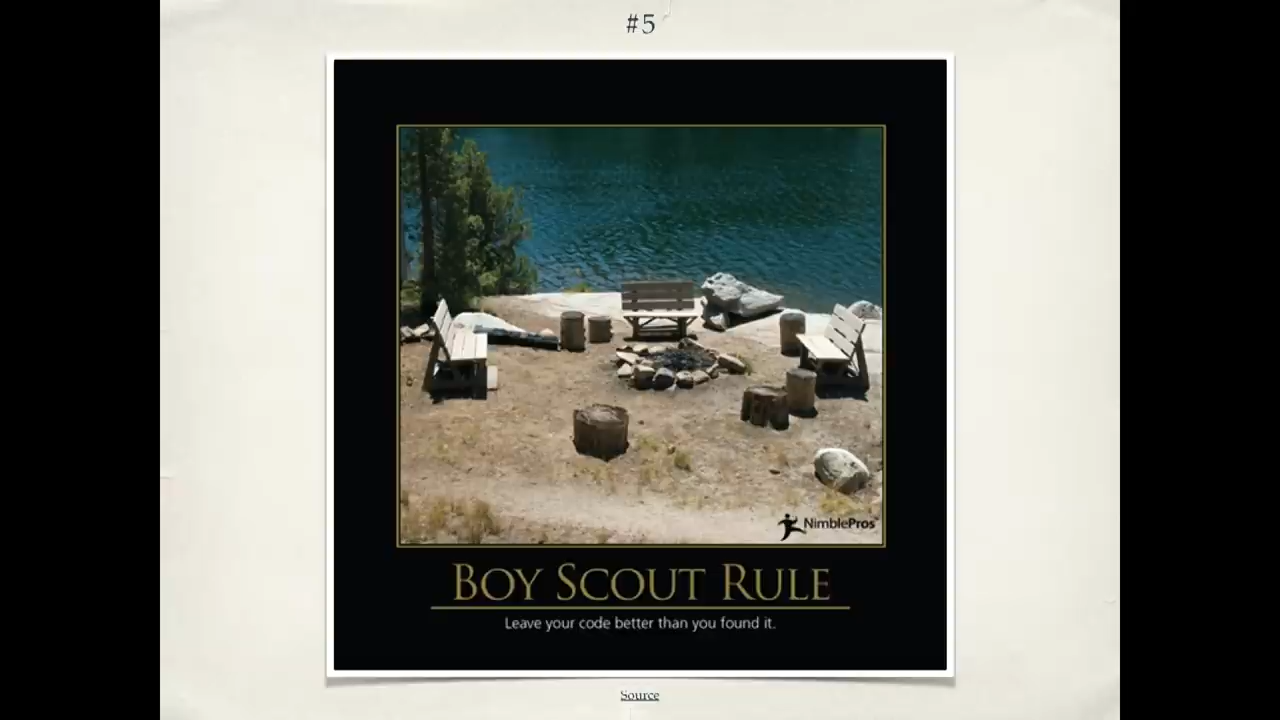 #5
NimblePros
BOY SCOUT RULE
Leave your code better than you found it.
Source